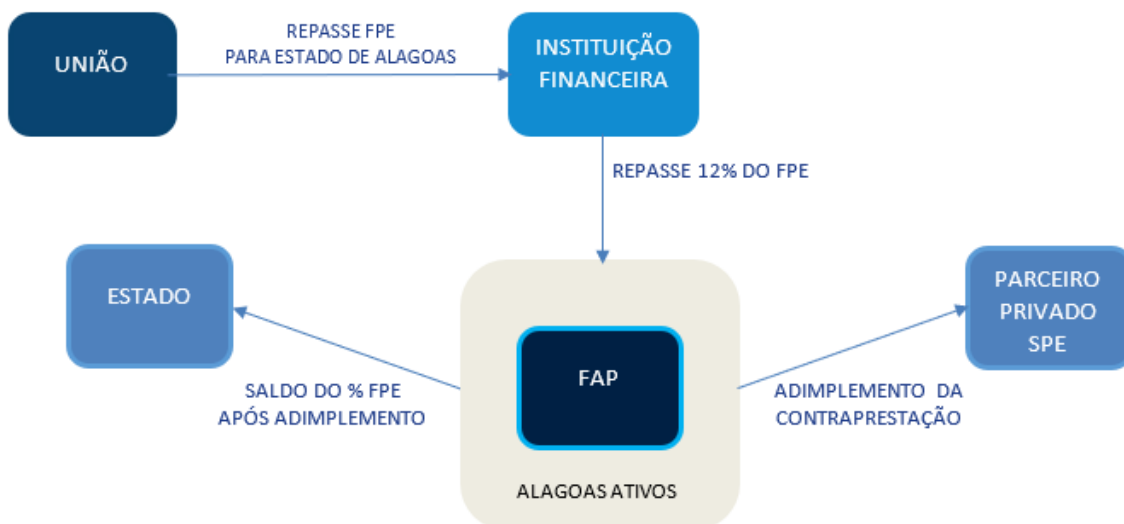 UNIÃO
REPASSE FPE
PARA ESTADO DE ALAGOAS
INSTITUIÇÃO
FINANCEIRA
REPASSE 12% DO FPE
ESTADO
SALDO DO % FPE
APÓS ADIMPLEMENTO
FAP
ALAGOAS ATIVOS
ADIMPLEMENTO DA
CONTRAPRESTAÇÃO
PARCEIRO
PRIVADO
SPE